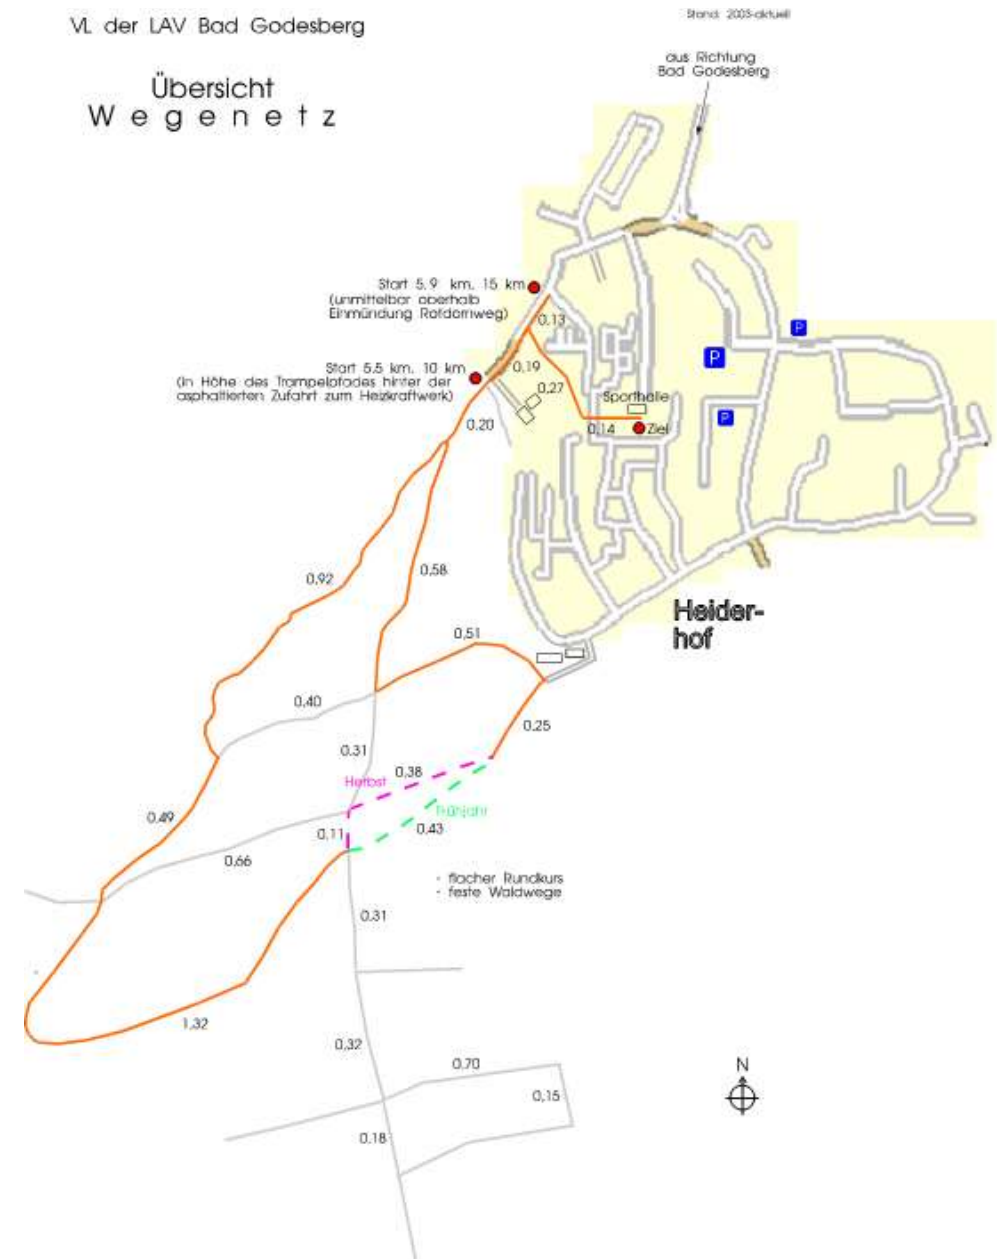 VL der LAV Bad Godesberg
Stand: 2003-aktuell
Übersicht
Wegenetz
aus Richtung
Bad Godesberg
Start 5.9 km, 15 km
(unmittelbar oberhalb
Einmündung Rotdornweg)
0,13
P
P
Start 5.5 km, 10 km
(in Höhe des Trampelpfades hinter der
asphaltierten Zufahrt zum Heizkraftwerk)
0,19
0,27
Sporthalle
P
0,20
0,14
Ziel
0,92
0,58
Heider-
hof
0,51
0,40
0,25
0,31
Herbst
0,38
0,49
Frühjahr
0,11
0,43
0,66
- flacher Rundkurs
- feste Waldwege
0,31
1,32
0,32
0,70
N
0,15
0,18